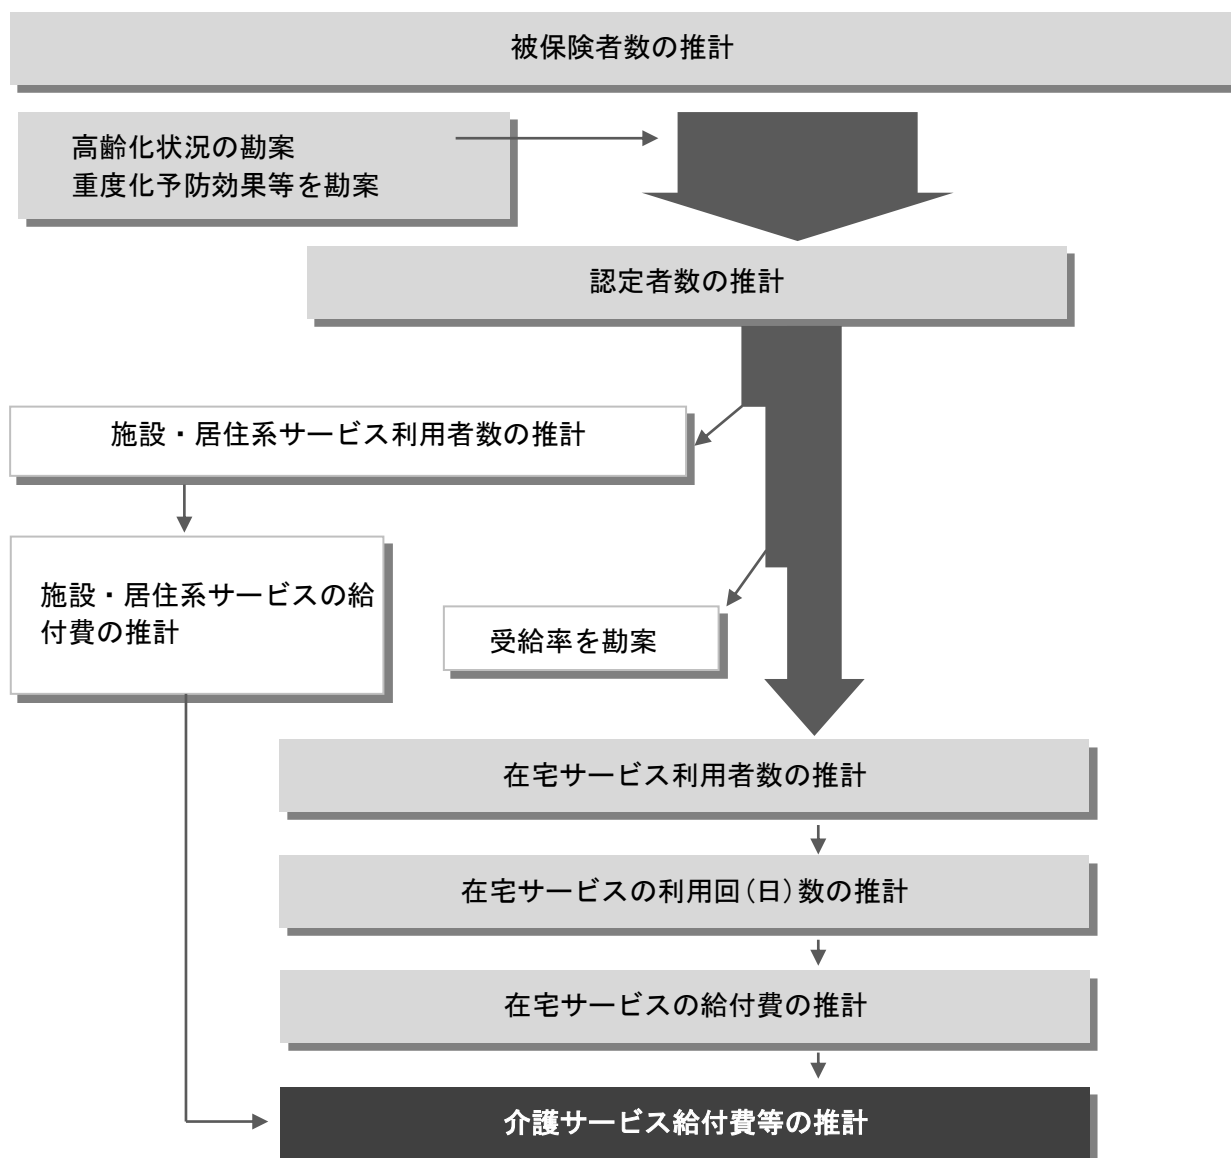 被保険者数の推計
高齢化状況の勘案
重度化予防効果等を勘案
認定者数の推計
施設・居住系サービス利用者数の推計
施設・居住系サービスの給
付費の推計
受給率を勘案
在宅サービス利用者数の推計
在宅サービスの利用回(日)数の推計
在宅サービスの給付費の推計
介護サービス給付費等の推計